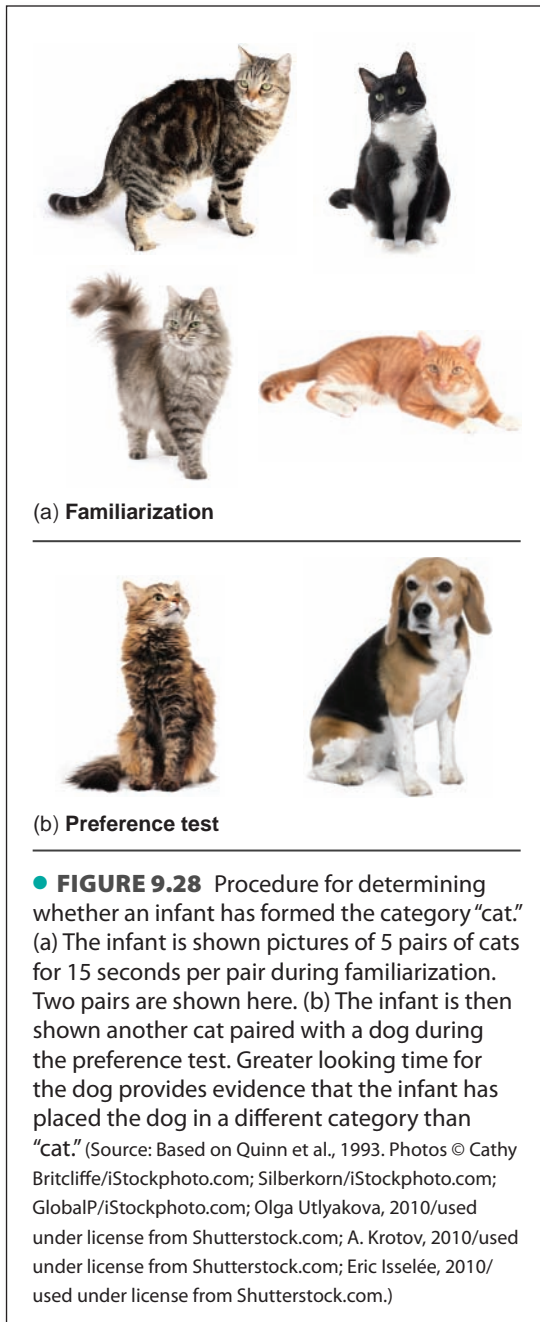 (a) Familiarization
(b) Preference test
● FIGURE 9.28 Procedure for determining
whether an infant has formed the category “cat.”
(a) The infant is shown pictures of 5 pairs of cats
for 15 seconds per pair during familiarization.
Two pairs are shown here. (b) The infant is then
shown another cat paired with a dog during
the preference test. Greater looking time for
the dog provides evidence that the infant has
placed the dog in a different category than
“cat.” (Source: Based on Quinn et al., 1993. Photos © Cathy
Britcliffe/iStockphoto.com; Silberkorn/iStockphoto.com;
GlobalP/iStockphoto.com; Olga Utlyakova, 2010/used
under license from Shutterstock.com; A. Krotov, 2010/used
under license from Shutterstock.com; Eric Isselée, 2010/
used under license from Shutterstock.com.)